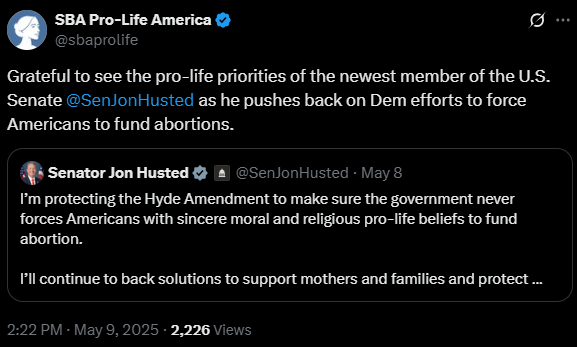 SBA Pro-Life America
@sbaprolife
Grateful to see the pro-life priorities of the newest member of the U.S.
Senate @SenJonHusted as he pushes back on Dem efforts to force
Americans to fund abortions.
Senator Jon Husted @SenJonHusted · May 8
I'm protecting the Hyde Amendment to make sure the government never
forces Americans with sincere moral and religious pro-life beliefs to fund
abortion.
I'll continue to back solutions to support mothers and families and protect ...
2:22 PM · May 9, 2025 · 2,226 Views